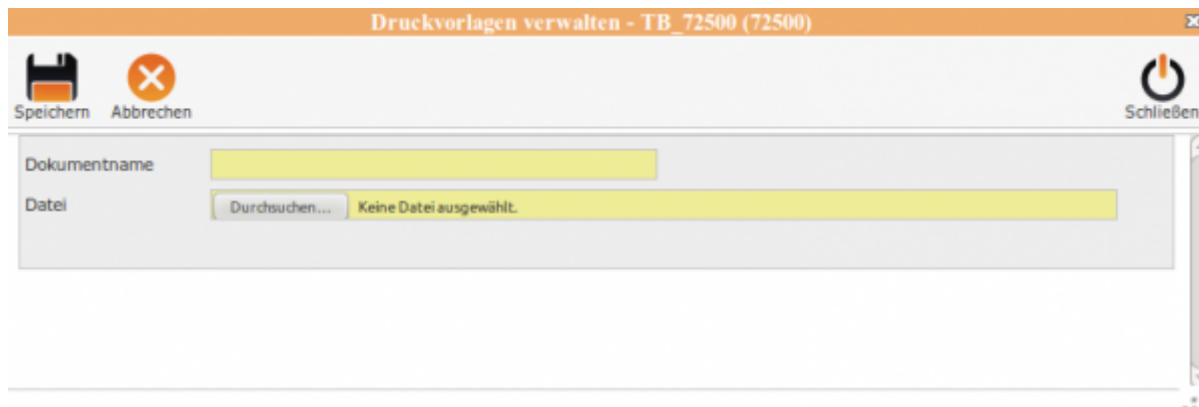 Druckvorlagen verwalten - TB_72500 (72500)
Speichern Abbrechen Schließen
Dokumentname
Datei Durchsuchen... Keine Datei ausgewählt.